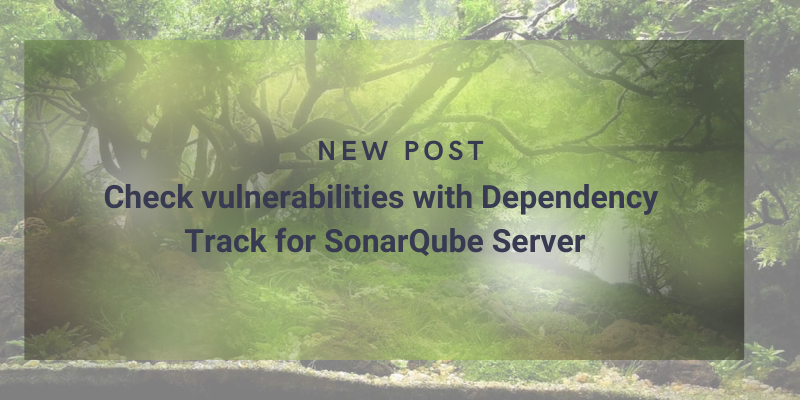 NEW POST
Check vulnerabilities with Dependency
Track for SonarQube Server